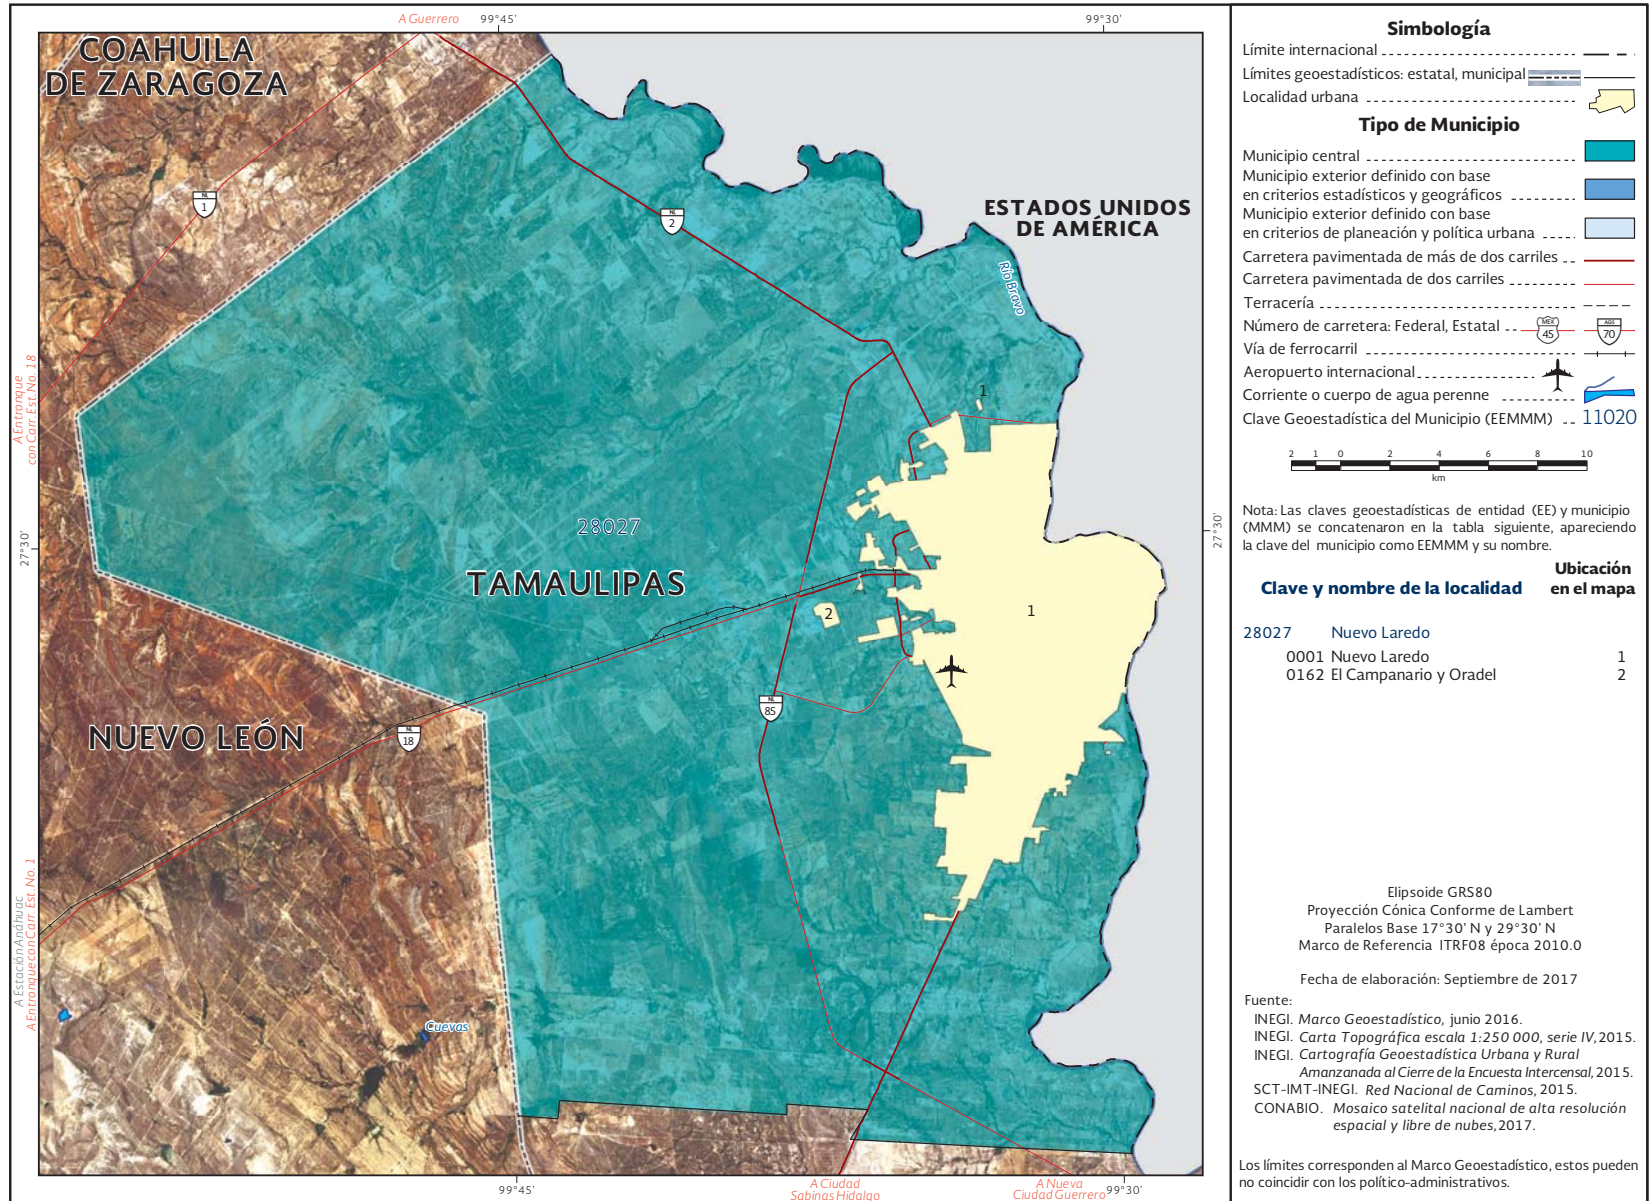 A Guerrero
99°45'
99°30'
COAHUILA
DE ZARAGOZA
NL
1
NL
2
ESTADOS UNIDOS
DE AMÉRICA
Río Bravo
A Entronque
con Carr. Est. No. 18
1
27°30'
27°30'
28027
TAMAULIPAS
2
1
NUEVO LEÓN
NL
18
NL
85
A Estación Anáhuac
A Entronque con Carr. Est. No. 1
Cuevas
99°45'
A Ciudad
Sabinas Hidalgo
A Nueva
Ciudad Guerrero
99°30'
Simbología
Límite internacional
Límites geoestadísticos: estatal, municipal
Localidad urbana
Tipo de Municipio
Municipio central
Municipio exterior definido con base
en criterios estadísticos y geográficos
Municipio exterior definido con base
en criterios de planeación y política urbana
Carretera pavimentada de más de dos carriles
Carretera pavimentada de dos carriles
Terracería
Número de carretera: Federal, Estatal
MEX
45
AGS
70
Vía de ferrocarril
Aeropuerto internacional
Corriente o cuerpo de agua perenne
Clave Geoestadística del Municipio (EEMMM) 11020
2 1 0 2 4 6 8 10
km
Nota: Las claves geoestadísticas de entidad (EE) y municipio
(MMM) se concatenaron en la tabla siguiente, apareciendo
la clave del municipio como EEMMM y su nombre.
Clave y nombre de la localidad
Ubicación
en el mapa
28027 Nuevo Laredo
0001 Nuevo Laredo 1
0162 El Campanario y Oradel 2
Elipsoide GRS80
Proyección Cónica Conforme de Lambert
Paralelos Base 17°30' N y 29°30' N
Marco de Referencia ITRF08 época 2010.0
Fecha de elaboración: Septiembre de 2017
Fuente:
INEGI. Marco Geoestadístico, junio 2016.
INEGI. Carta Topográfica escala 1:250 000, serie IV, 2015.
INEGI. Cartografía Geoestadística Urbana y Rural
Amanzanada al Cierre de la Encuesta Intercensal, 2015.
SCT-IMT-INEGI. Red Nacional de Caminos, 2015.
CONABIO. Mosaico satelital nacional de alta resolución
espacial y libre de nubes, 2017.
Los límites corresponden al Marco Geoestadístico, estos pueden
no coincidir con los político-administrativos.